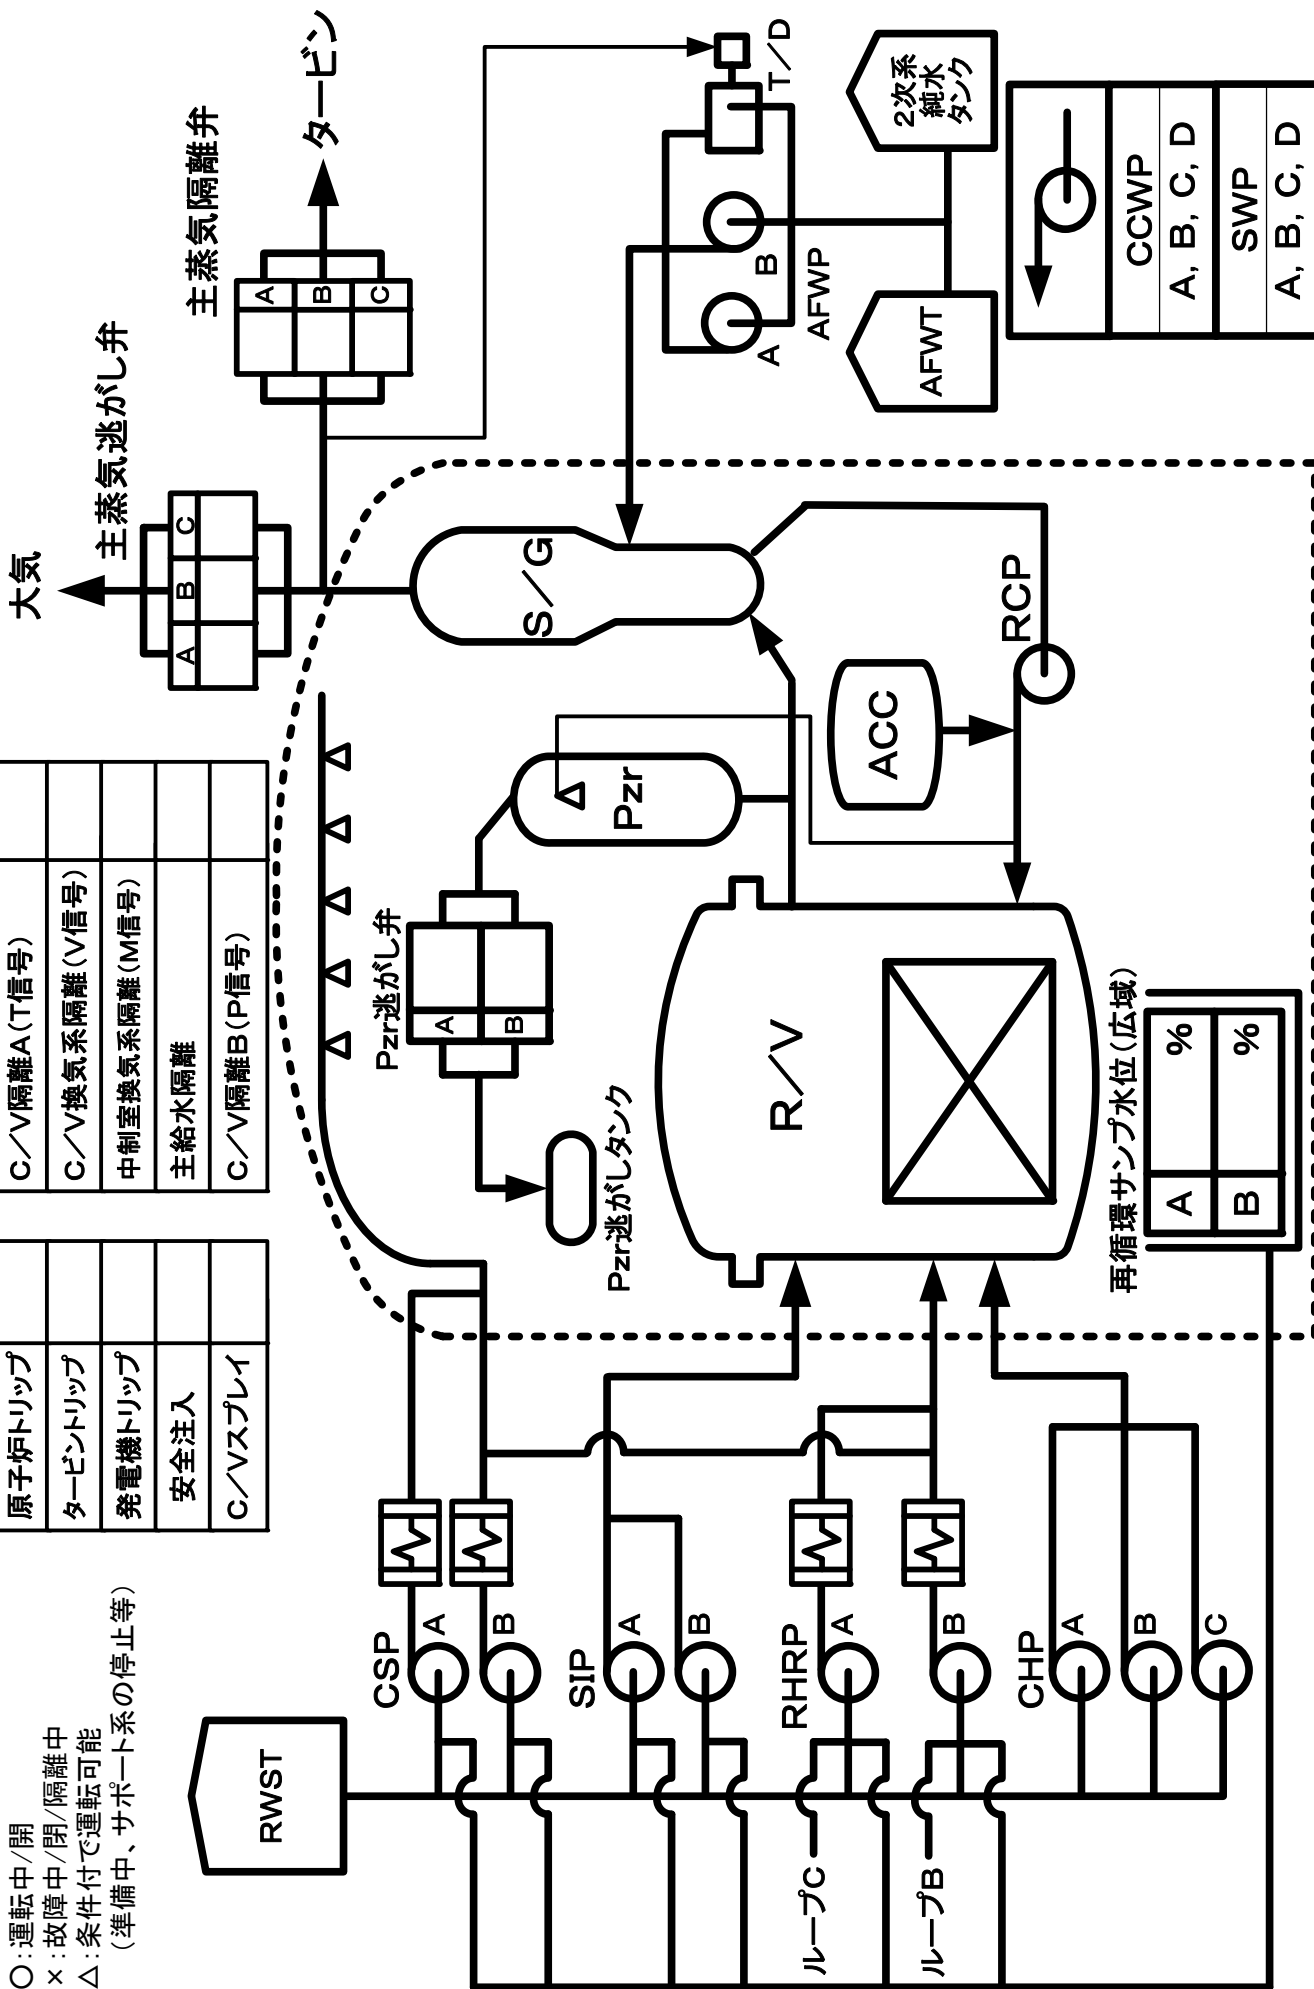 ○：運転中／開
×：故障中／閉／隔離中
△：条件付で運転可能
（準備中、サポート系の停止等）
原子炉トリップ
タービントリップ
発電機トリップ
安全注入
C／Vスプレイ
C／V隔離A（T信号）
C／V換気系隔離（V信号）
中制室換気系隔離（M信号）
主給水隔離
C／V隔離B（P信号）
大気
主蒸気逃がし弁
A
B
C
主蒸気隔離弁
A
B
C
タービン
RWST
CSP
A
B
SIP
A
B
RHRP
A
B
CHP
A
B
C
ループC
ループB
Pzr逃がし弁
A
B
Pzr逃がしタンク
Pzr
S／G
R／V
ACC
RCP
再循環サンプ水位（広域）
A
%
B
%
T／D
A
B
AFWP
AFWT
2次系
純水
タンク
CCWP
A, B, C, D
SWP
A, B, C, D